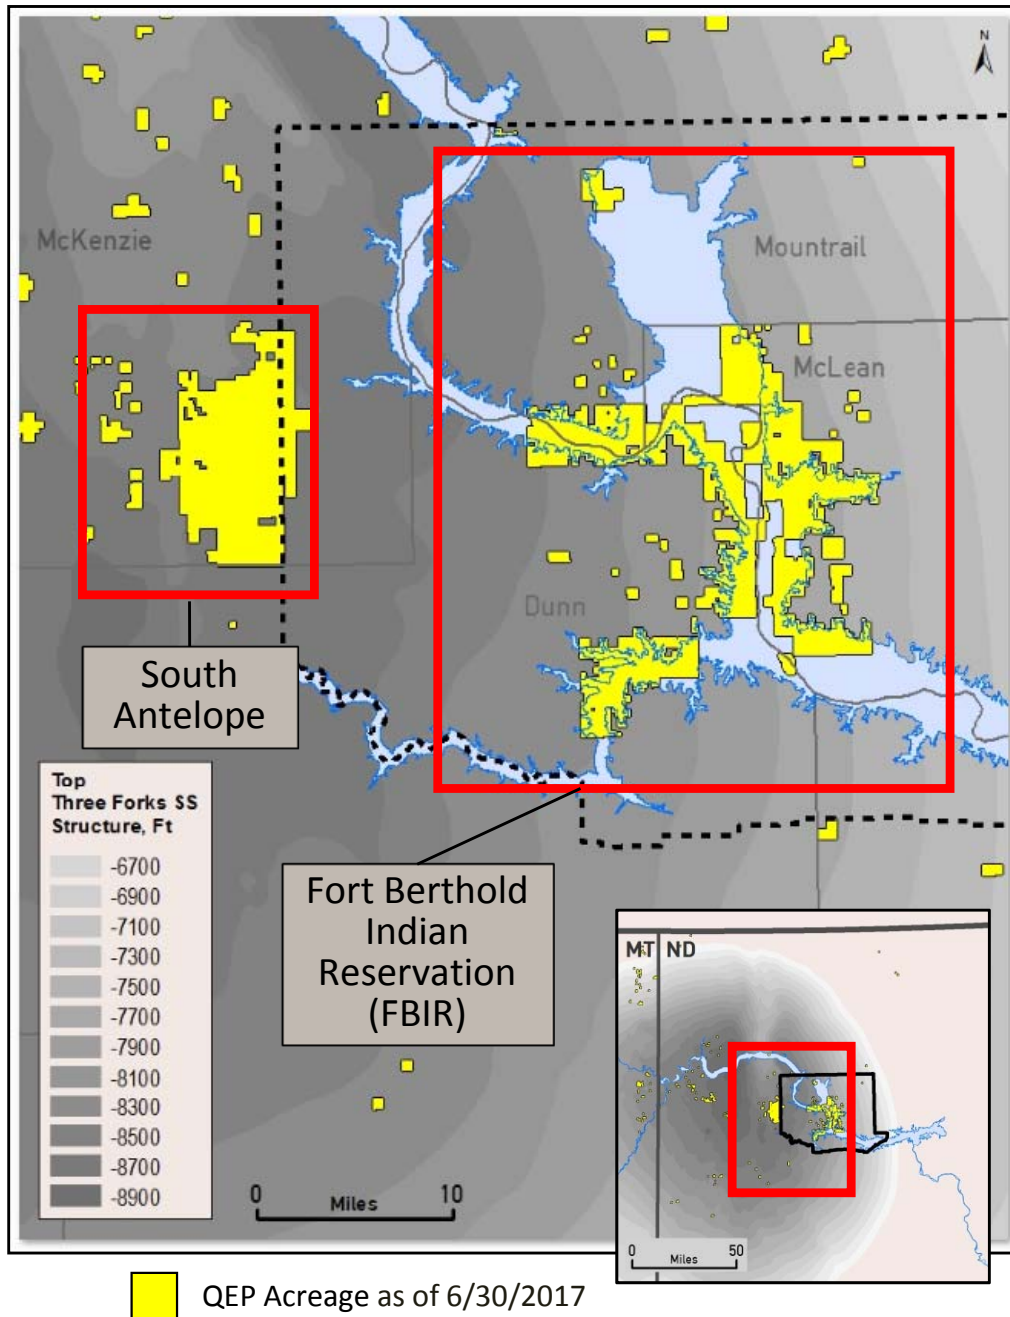 N
McKenzie
Mountrail
McLean
Dunn
South
Antelope
Top
Three Forks SS
Structure, Ft
-6700
-6900
-7100
-7300
-7500
-7700
-7900
-8100
-8300
-8500
-8700
-8900
Fort Berthold
Indian
Reservation
(FBIR)
0 10
Miles
MT ND
0 50
Miles
QEP Acreage as of 6/30/2017